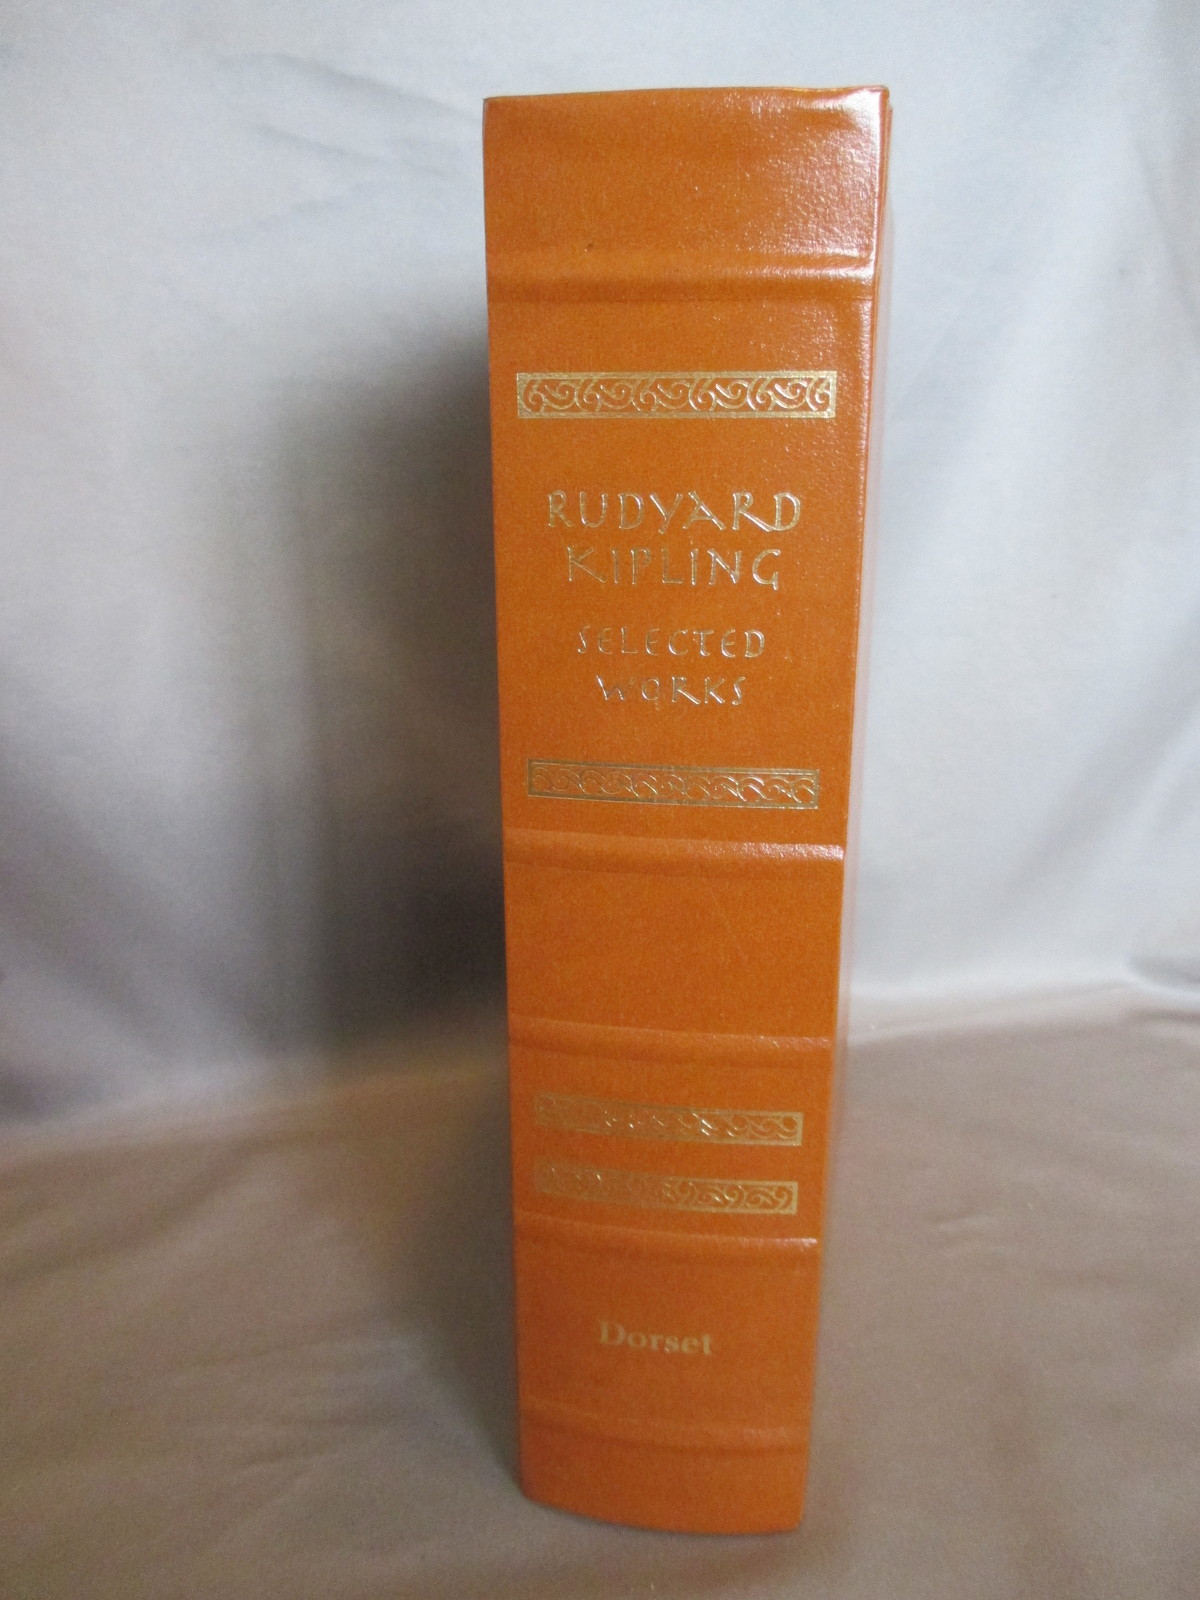 RUDYARD
KIPLING
SELECTED
WORKS
Dorset